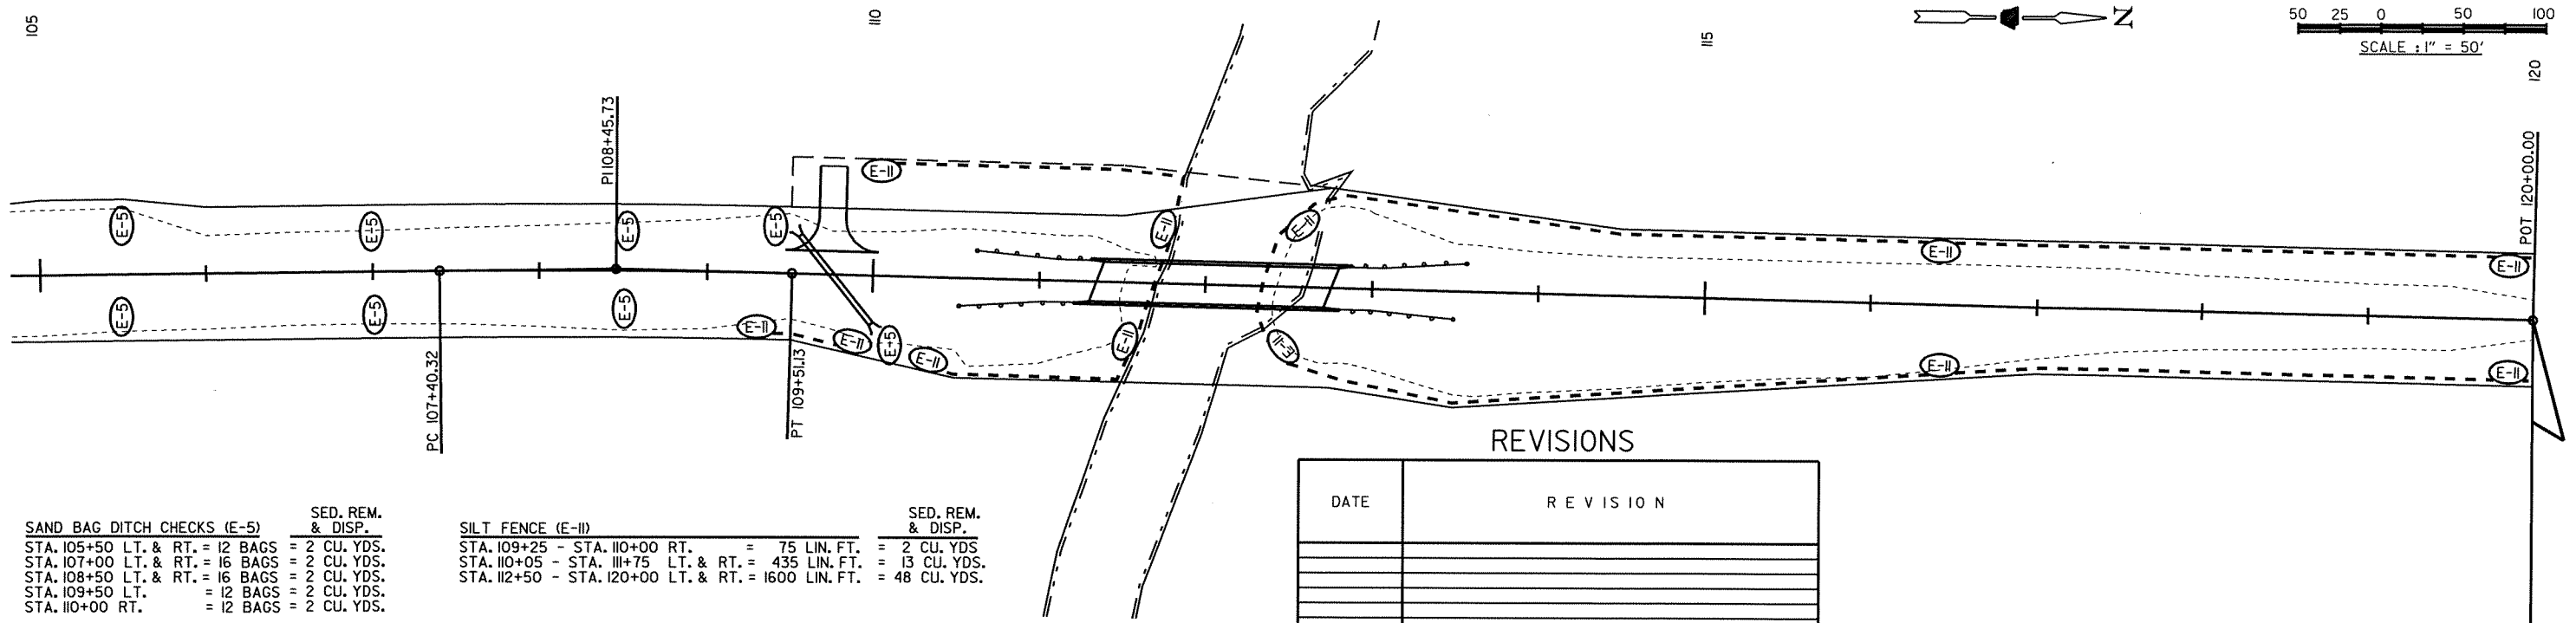 105
110
115
N
50 25 0 50 100
SCALE : 1" = 50'
120
PI 108+45.73
POT 120+00.00
E-11
E-5
E-5
E-5
E-5
E-11
E-11
E-11
E-11
E-5
E-5
E-5
E-11
E-11
E-5
E-11
E-11
E-11
E-11
E-11
PC 107+40.32
PT 109+51.13
REVISIONS
DATE REVISION
SED. REM.
SAND BAG DITCH CHECKS (E-5) & DISP.
STA. 105+50 LT. & RT. = 12 BAGS = 2 CU. YDS.
STA. 107+00 LT. & RT. = 16 BAGS = 2 CU. YDS.
STA. 108+50 LT. & RT. = 16 BAGS = 2 CU. YDS.
STA. 109+50 LT. = 12 BAGS = 2 CU. YDS.
STA. 110+00 RT. = 12 BAGS = 2 CU. YDS.
SED. REM.
SILT FENCE (E-11) & DISP.
STA. 109+25 - STA. 110+00 RT. = 75 LIN. FT. = 2 CU. YDS
STA. 110+05 - STA. 111+75 LT. & RT. = 435 LIN. FT. = 13 CU. YDS.
STA. 112+50 - STA. 120+00 LT. & RT. = 1600 LIN. FT. = 48 CU. YDS.